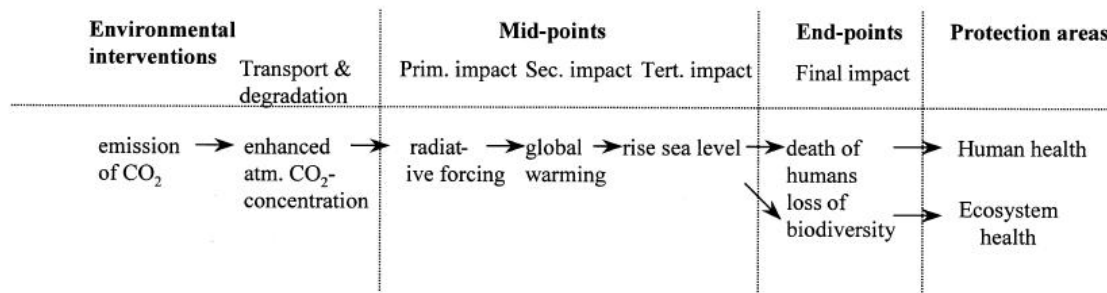 Environmental
interventions
Mid-points
End-points
Protection areas
Transport &
degradation
Prim. impact
Sec. impact
Tert. impact
Final impact
emission
of CO₂
enhanced
atm. CO₂-
concentration
radiat-
ive forcing
global
warming
rise sea level
death of
humans
loss of
biodiversity
Human health
Ecosystem
health